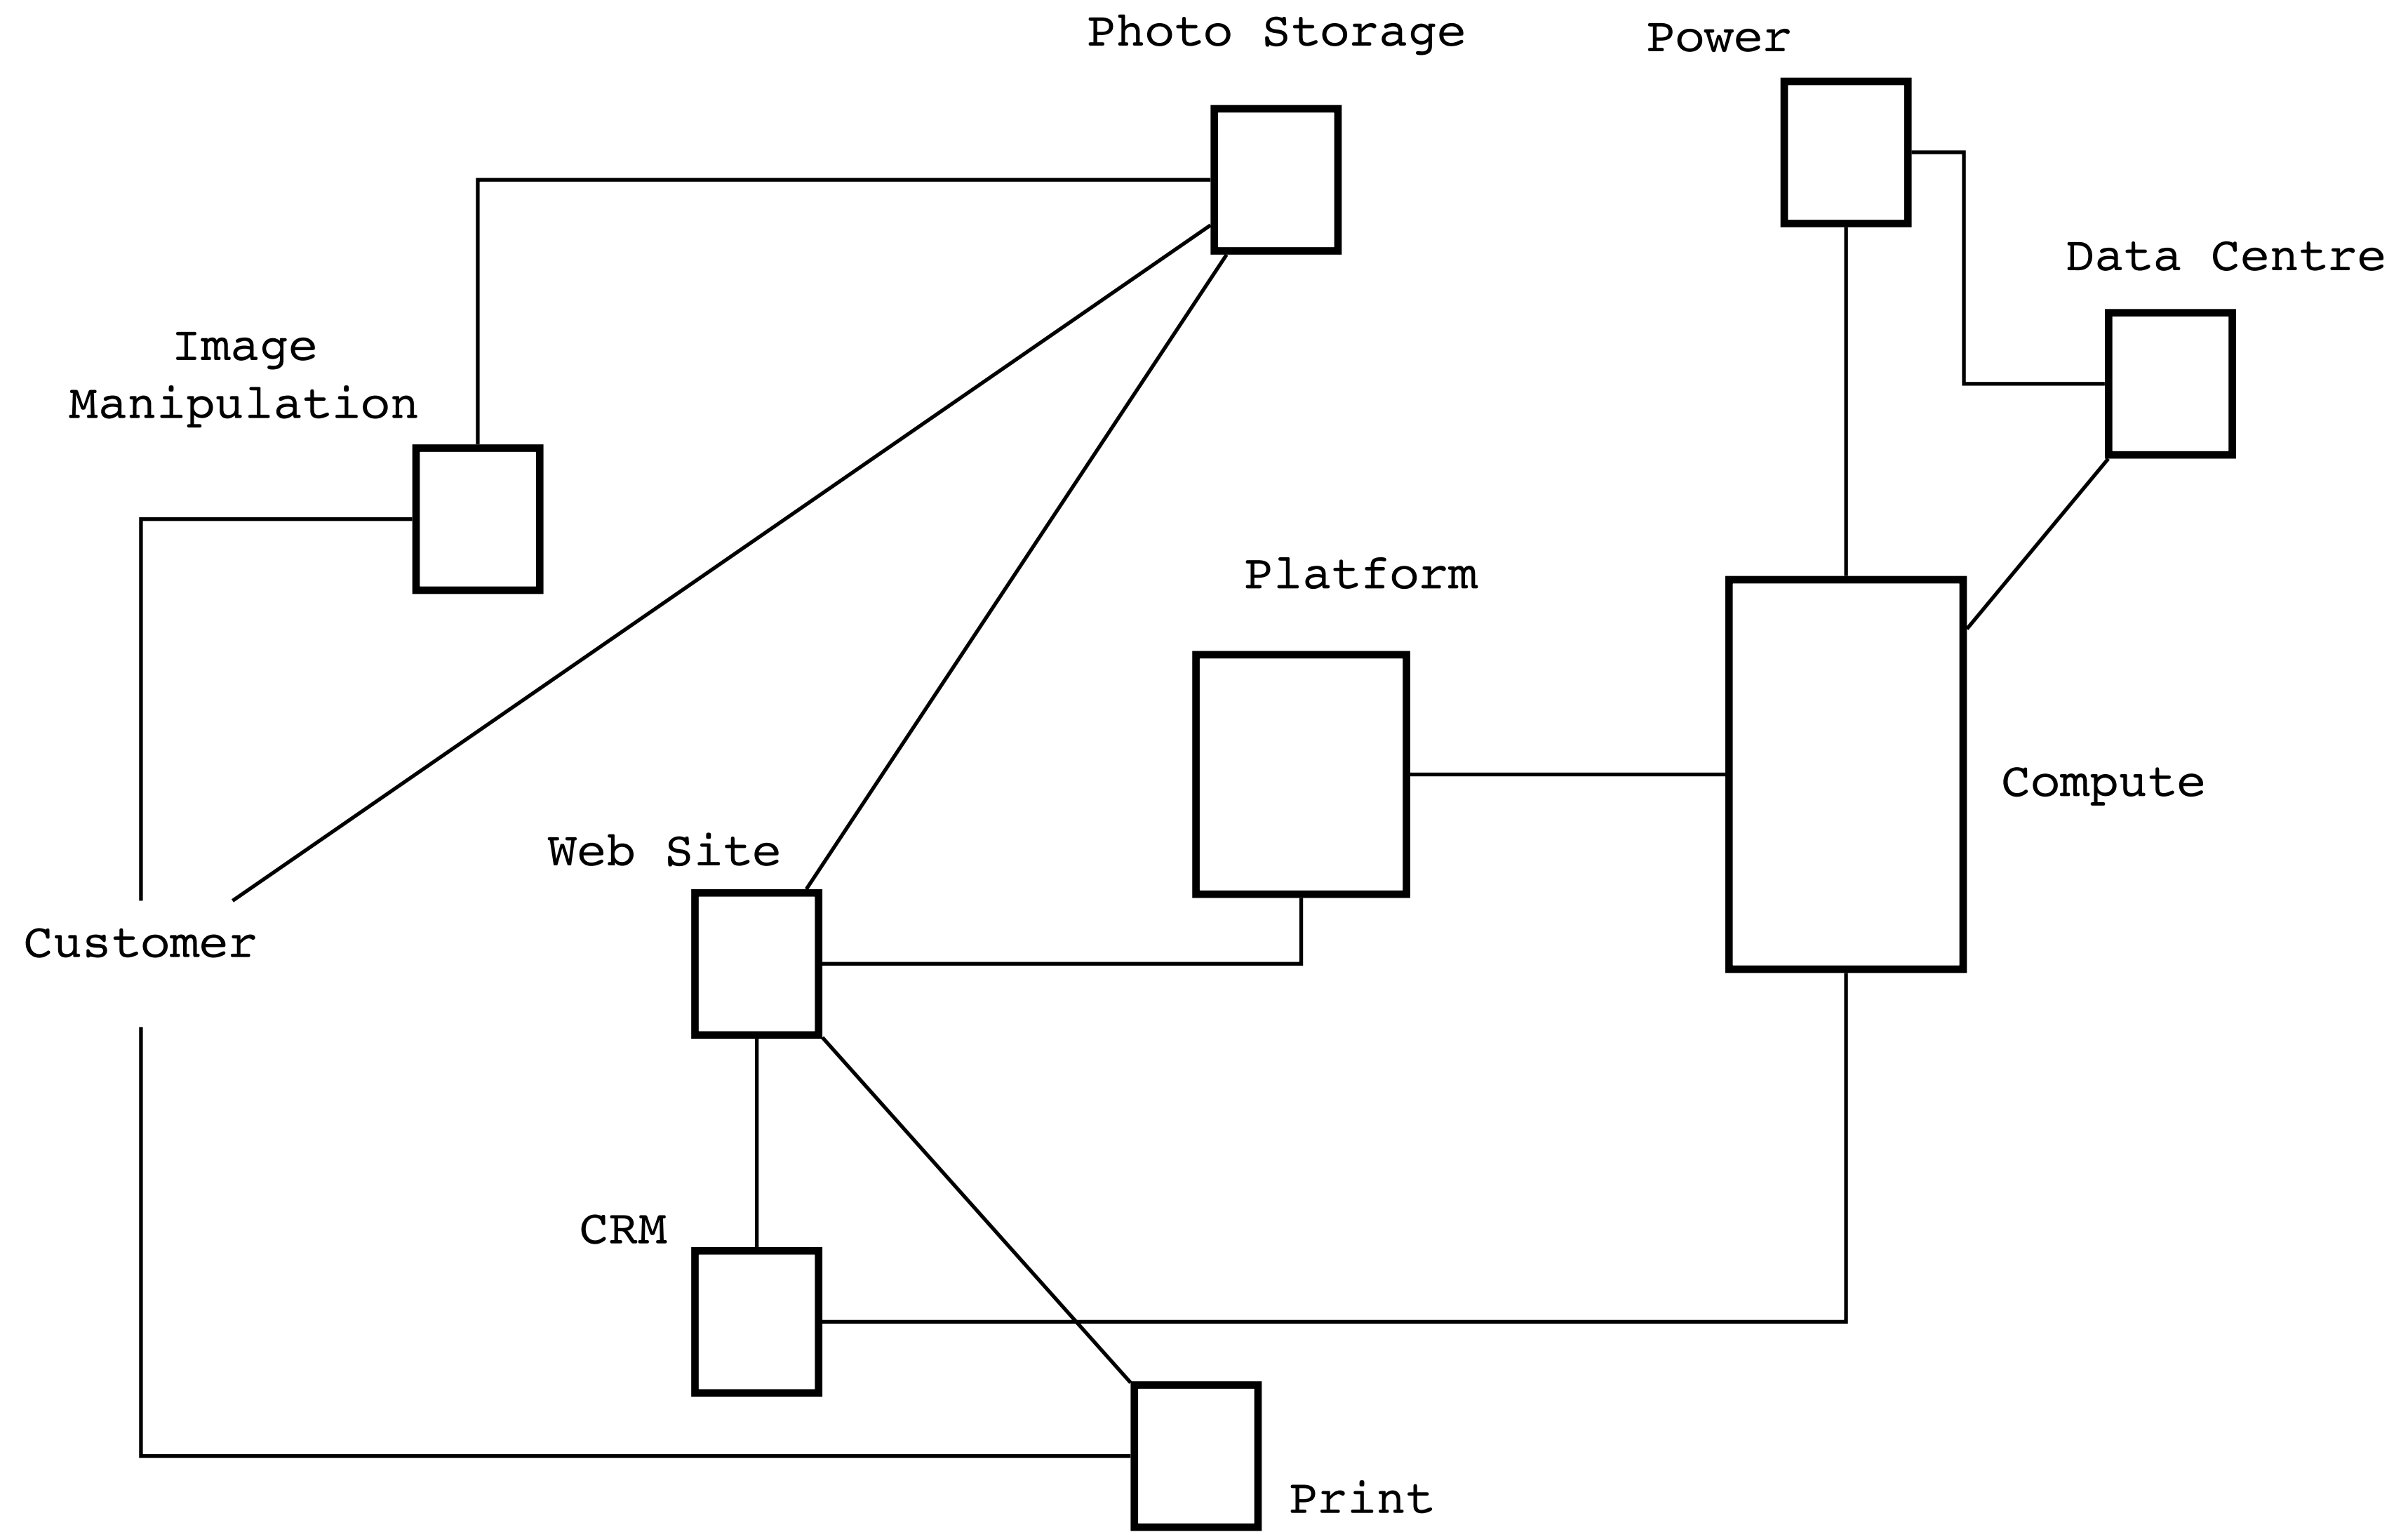 Photo Storage
Power
Data Centre
Image
Manipulation
Platform
Compute
Web Site
Customer
CRM
Print